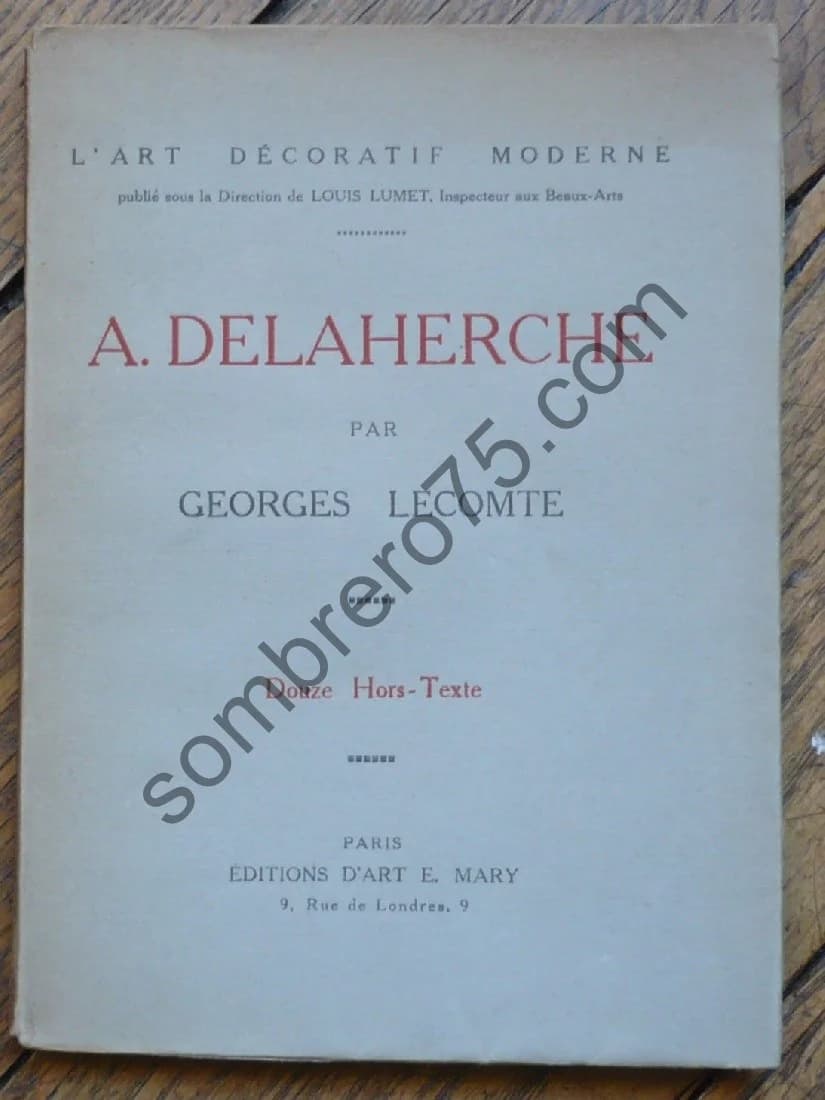 L'ART DÉCORATIF MODERNE
publié sous la Direction de LOUIS LUMET, Inspecteur aux Beaux-Arts
A. DELAHERCHE
PAR
GEORGES LECOMTE
Douze Hors-Texte
PARIS
ÉDITIONS D'ART E. MARY
9, Rue de Londres, 9
sombrero75.com